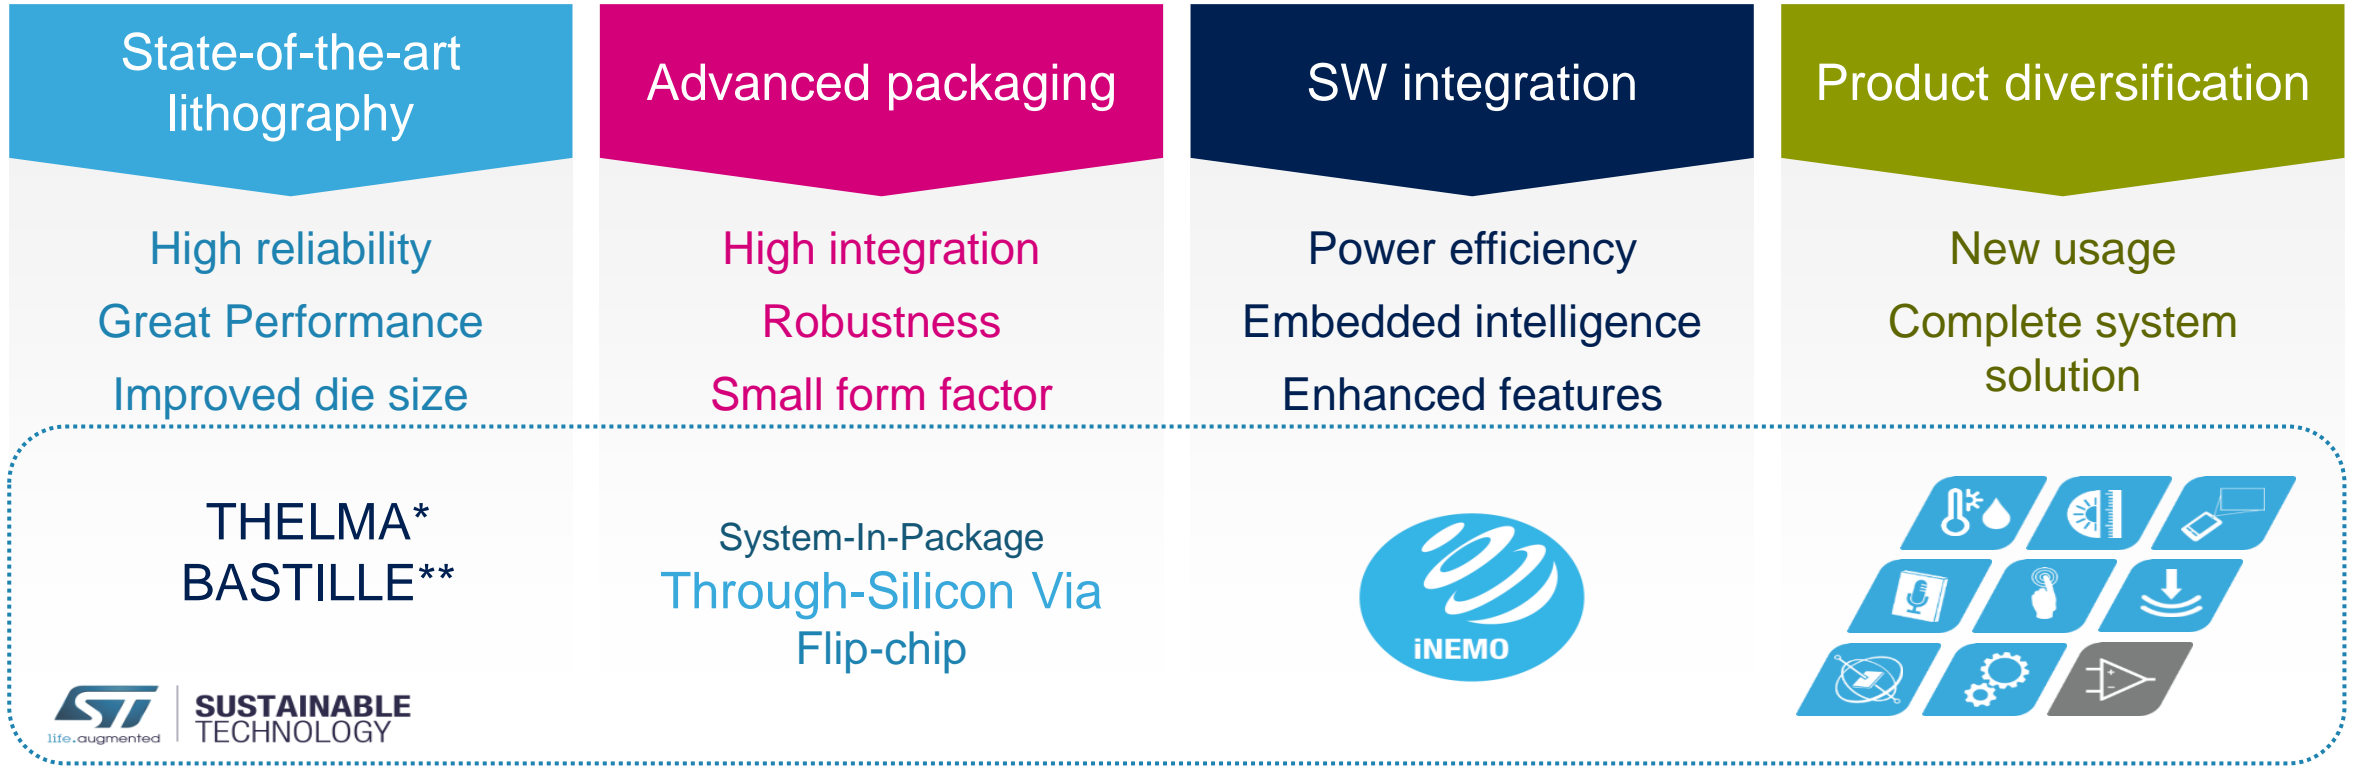 State-of-the-art
lithography
High reliability
Great Performance
Improved die size
THELMA*
BASTILLE**
ST
life.augmented
SUSTAINABLE
TECHNOLOGY
Advanced packaging
High integration
Robustness
Small form factor
System-In-Package
Through-Silicon Via
Flip-chip
SW integration
Power efficiency
Embedded intelligence
Enhanced features
iNEMO
Product diversification
New usage
Complete system
solution